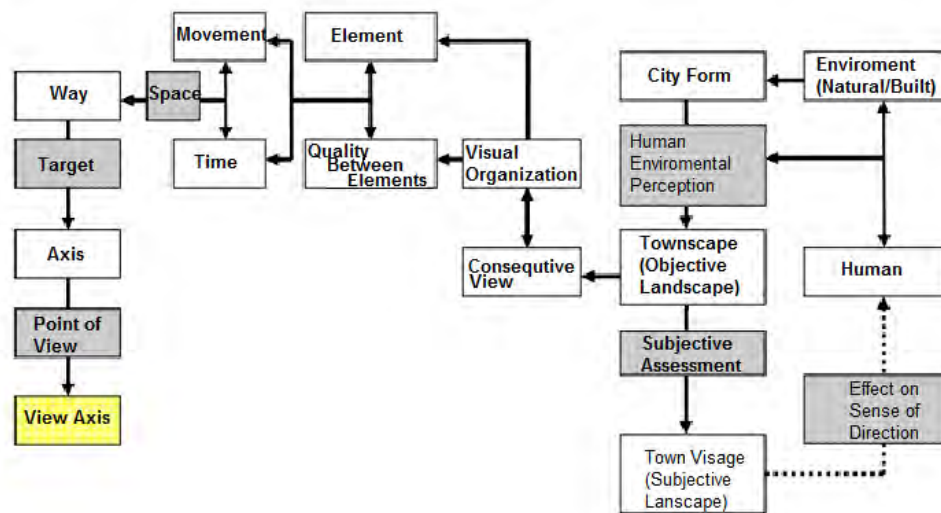 Movement
Element
City Form
Enviroment
(Natural/Built)
Way
Space
Human
Enviromental
Perception
Target
Time
Quality
Between
Elements
Visual
Organization
Axis
Consequtive
View
Townscape
(Objective
Landscape)
Human
Point of
View
Subjective
Assessment
View Axis
Effect on
Sense of
Direction
Town Visage
(Subjective
Lanscape)